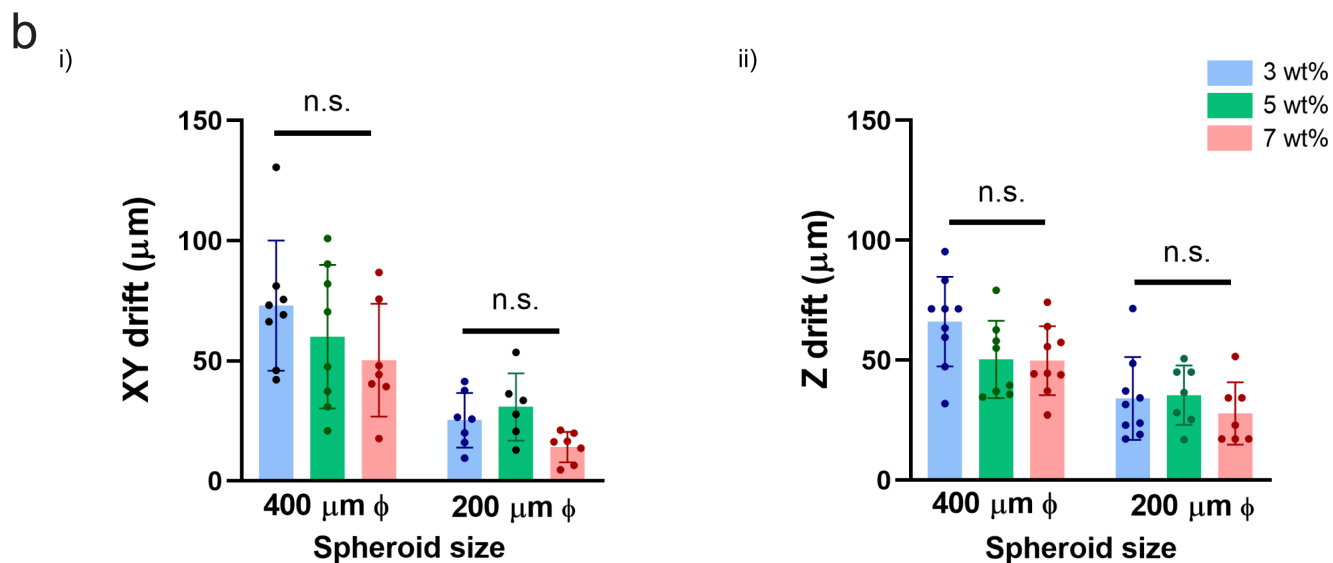 b
i)
150
100
50
0
XY drift (μm)
n.s.
n.s.
400 μm ϕ
200 μm ϕ
Spheroid size
ii)
150
100
50
0
Z drift (μm)
n.s.
n.s.
400 μm ϕ
200 μm ϕ
Spheroid size
3 wt%
5 wt%
7 wt%